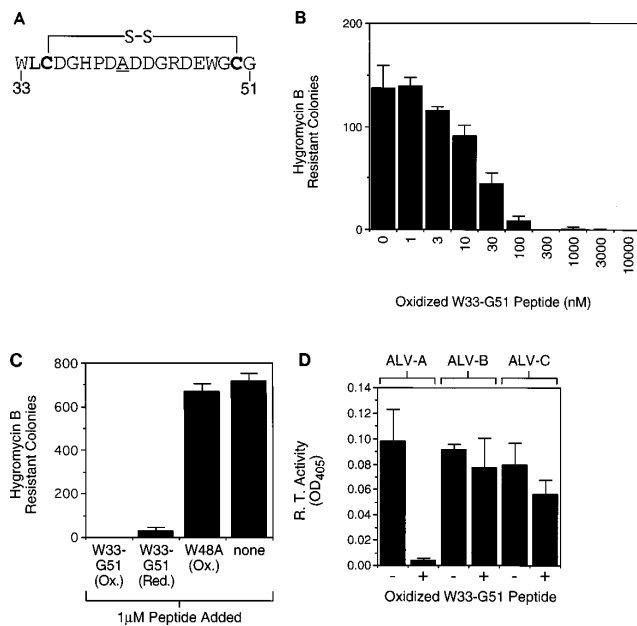 A
S-S
WLCDGHPDADDGRDEWGCG
33 51
B
Hygromycin B
Resistant Colonies
200
100
0
0 1 3 10 30 100 300 1000 3000 10000
Oxidized W33-G51 Peptide (nM)
C
Hygromycin B
Resistant Colonies
800
600
400
200
0
W33- W33- W48A none
G51 G51 (Ox.)
(Ox.) (Red.)
1μM Peptide Added
D
ALV-A ALV-B ALV-C
R. T. Activity
(OD405)
0.14
0.12
0.10
0.08
0.06
0.04
0.02
0.00
- + - + - +
Oxidized W33-G51 Peptide